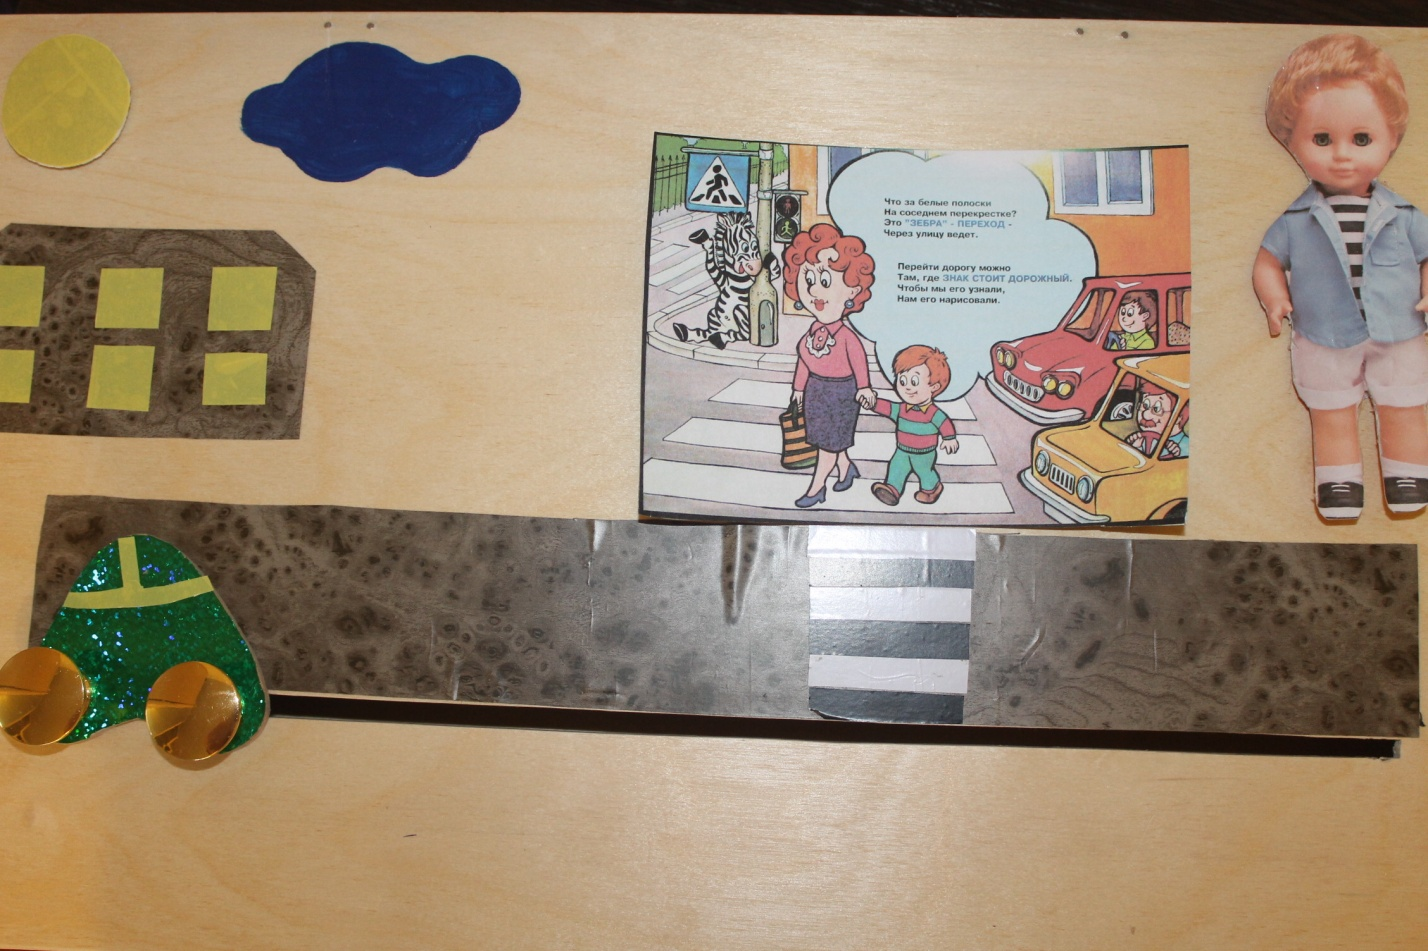 Что за белые полоски
На соседнем перекрестке?
Это "ЗЕБРА" - ПЕРЕХОД -
Через улицу ведет.
Перейти дорогу можно
Там, где ЗНАК СТОИТ ДОРОЖНЫЙ.
Чтобы мы его узнали,
Нам его нарисовали.